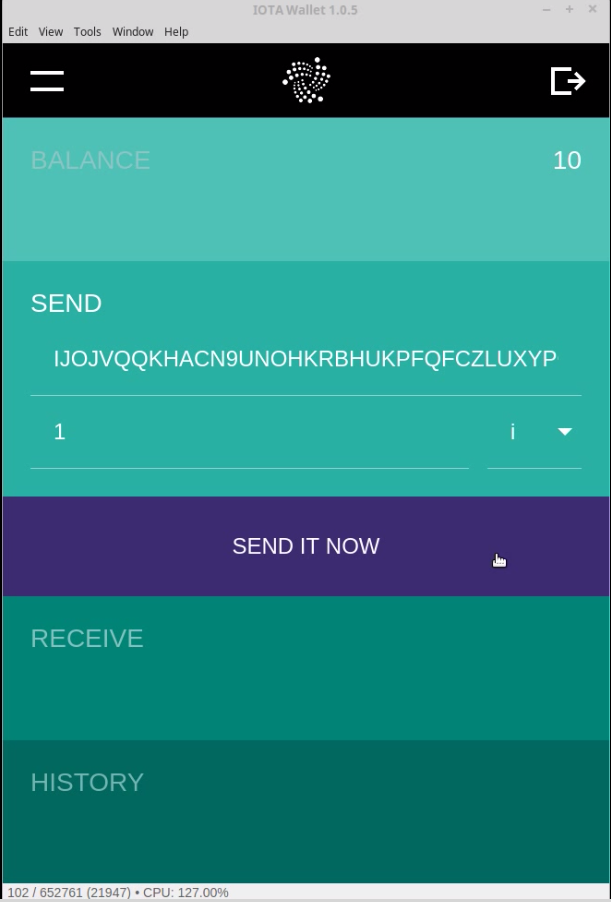 IOTA Wallet 1.0.5
Edit View Tools Window Help
BALANCE 10
SEND
IJOJVQQKHACN9UNOHKRBHUKPFQFCZLUXYP
1 i
SEND IT NOW
RECEIVE
HISTORY
102 / 652761 (21947) • CPU: 127.00%